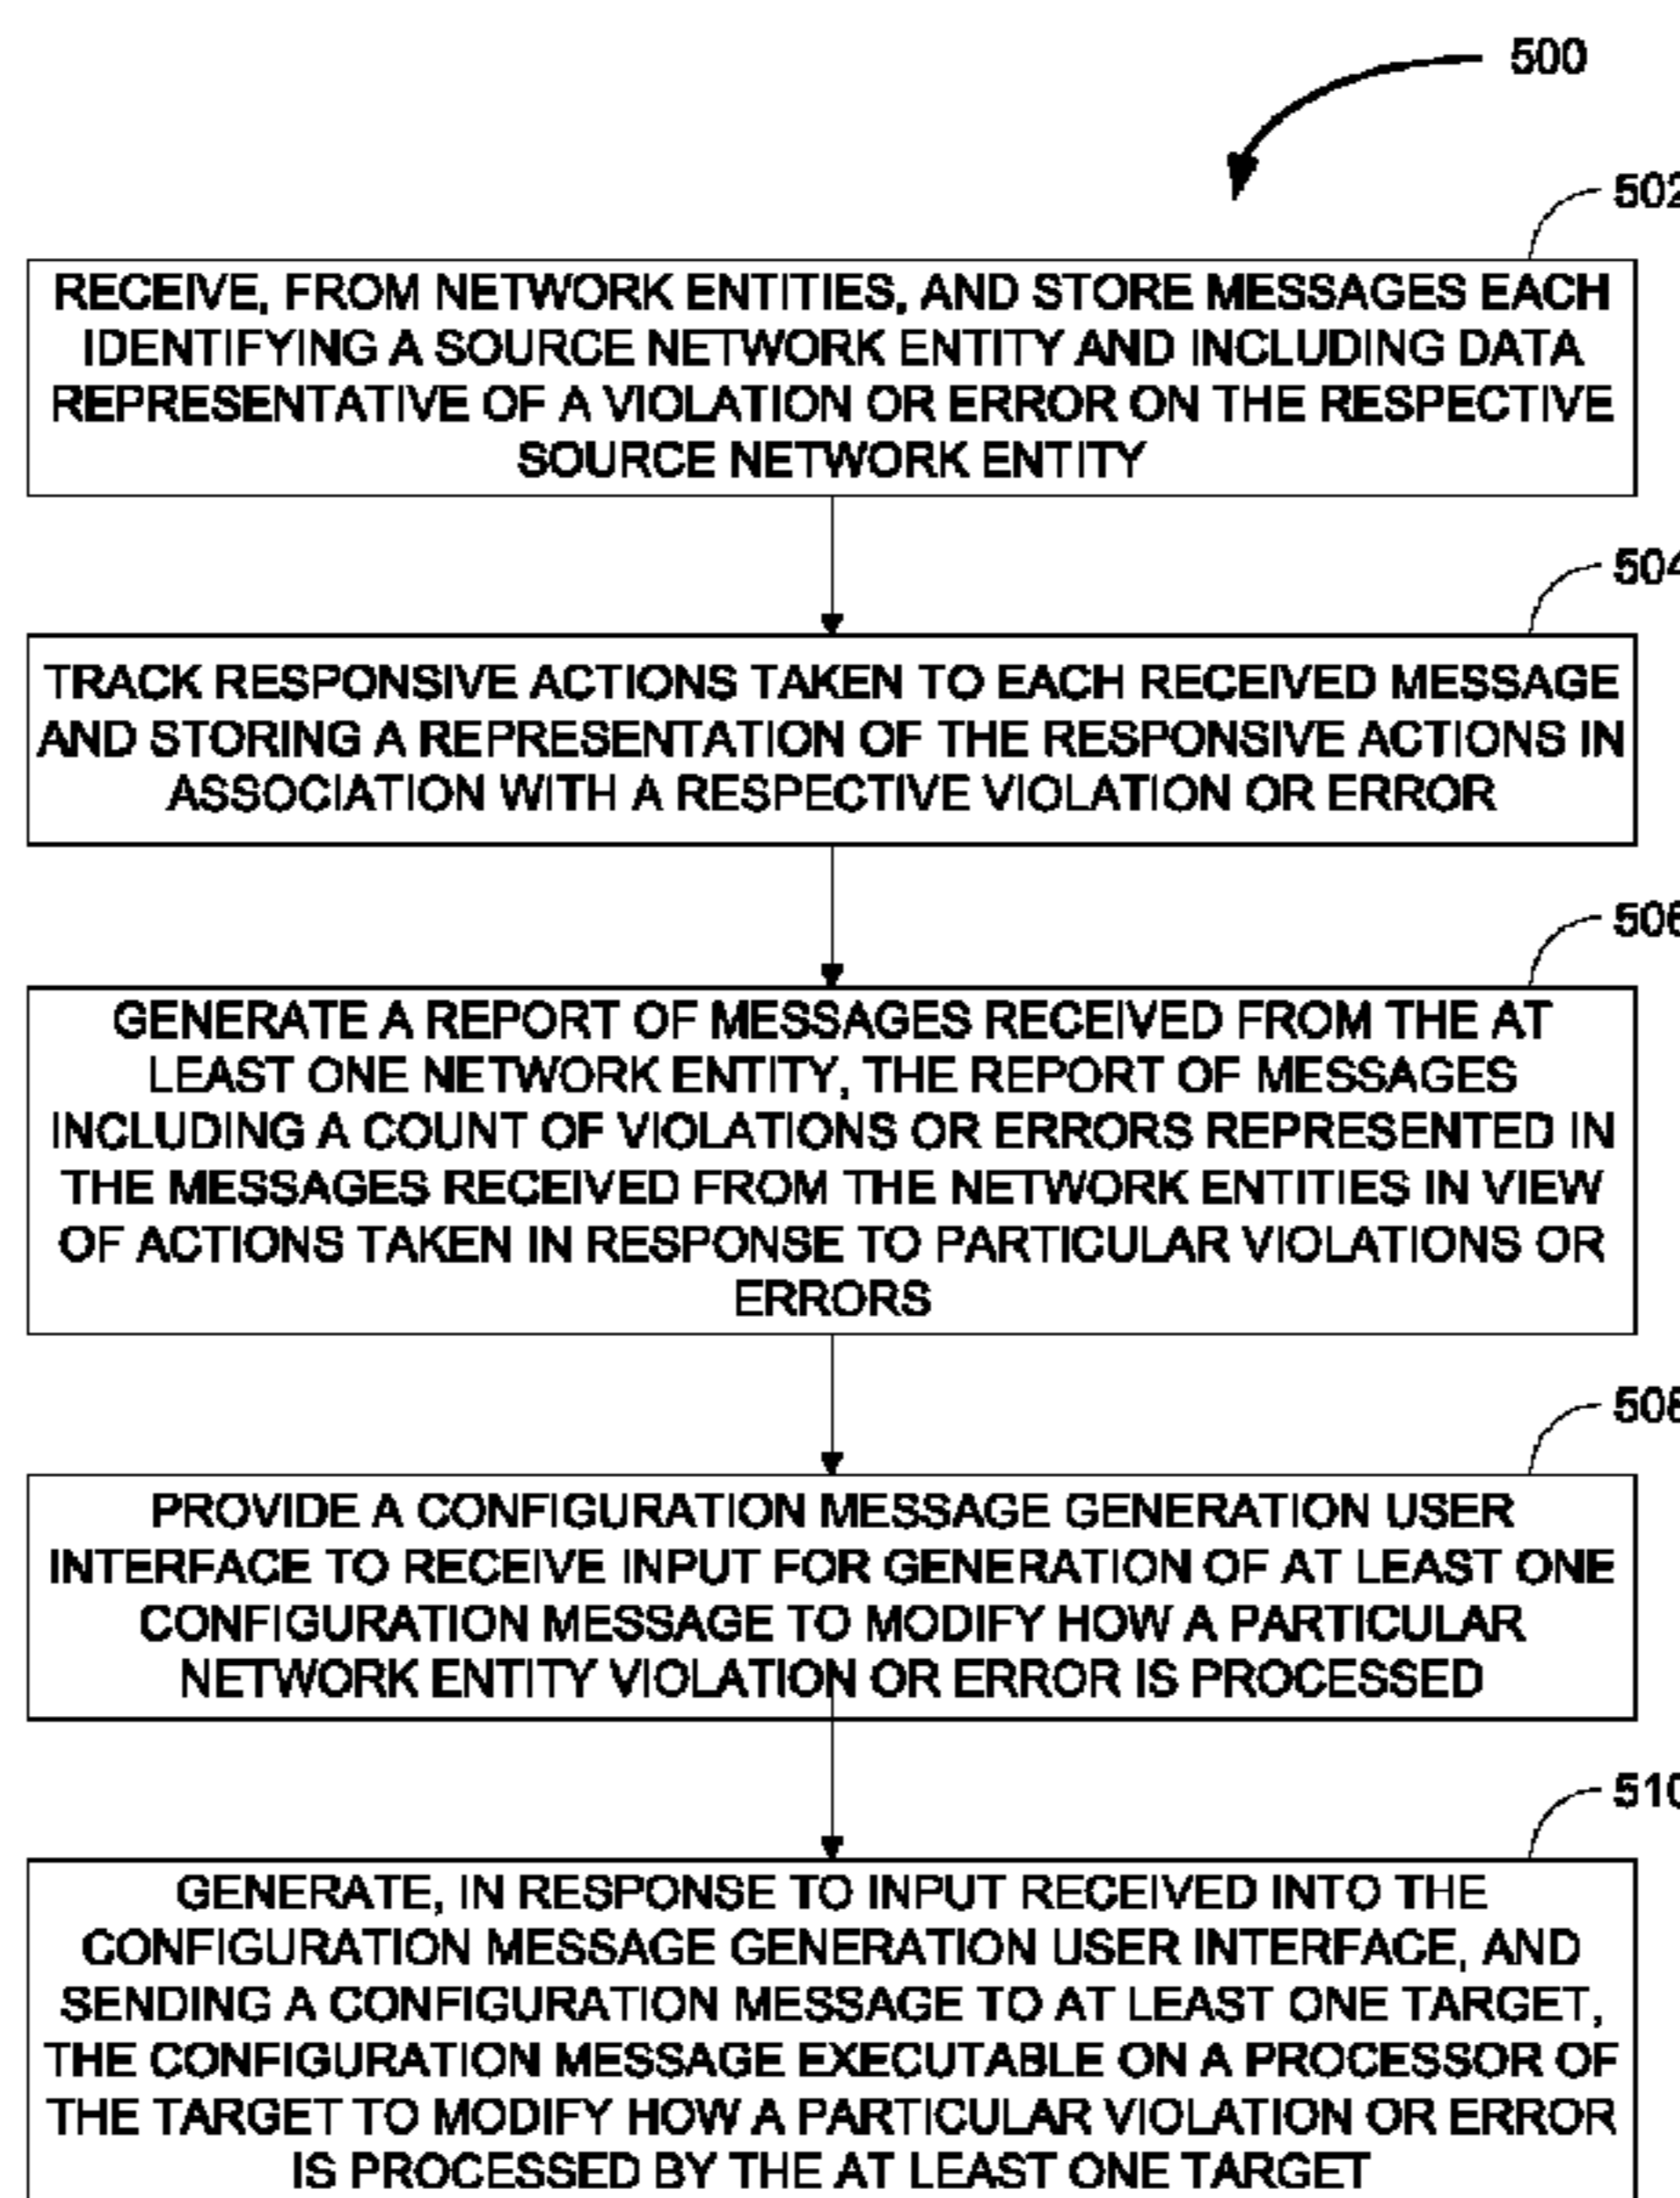 500
502
RECEIVE, FROM NETWORK ENTITIES, AND STORE MESSAGES EACH
IDENTIFYING A SOURCE NETWORK ENTITY AND INCLUDING DATA
REPRESENTATIVE OF A VIOLATION OR ERROR ON THE RESPECTIVE
SOURCE NETWORK ENTITY
504
TRACK RESPONSIVE ACTIONS TAKEN TO EACH RECEIVED MESSAGE
AND STORING A REPRESENTATION OF THE RESPONSIVE ACTIONS IN
ASSOCIATION WITH A RESPECTIVE VIOLATION OR ERROR
506
GENERATE A REPORT OF MESSAGES RECEIVED FROM THE AT
LEAST ONE NETWORK ENTITY, THE REPORT OF MESSAGES
INCLUDING A COUNT OF VIOLATIONS OR ERRORS REPRESENTED IN
THE MESSAGES RECEIVED FROM THE NETWORK ENTITIES IN VIEW
OF ACTIONS TAKEN IN RESPONSE TO PARTICULAR VIOLATIONS OR
ERRORS
508
PROVIDE A CONFIGURATION MESSAGE GENERATION USER
INTERFACE TO RECEIVE INPUT FOR GENERATION OF AT LEAST ONE
CONFIGURATION MESSAGE TO MODIFY HOW A PARTICULAR
NETWORK ENTITY VIOLATION OR ERROR IS PROCESSED
510
GENERATE, IN RESPONSE TO INPUT RECEIVED INTO THE
CONFIGURATION MESSAGE GENERATION USER INTERFACE, AND
SENDING A CONFIGURATION MESSAGE TO AT LEAST ONE TARGET,
THE CONFIGURATION MESSAGE EXECUTABLE ON A PROCESSOR OF
THE TARGET TO MODIFY HOW A PARTICULAR VIOLATION OR ERROR
IS PROCESSED BY THE AT LEAST ONE TARGET